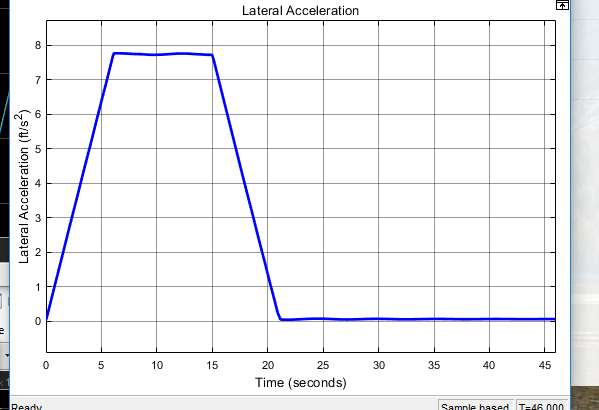 Lateral Acceleration
Lateral Acceleration (ft/s²)
8
7
6
5
4
3
2
1
0
0 5 10 15 20 25 30 35 40 45
Time (seconds)
Ready Sample based T=46.000